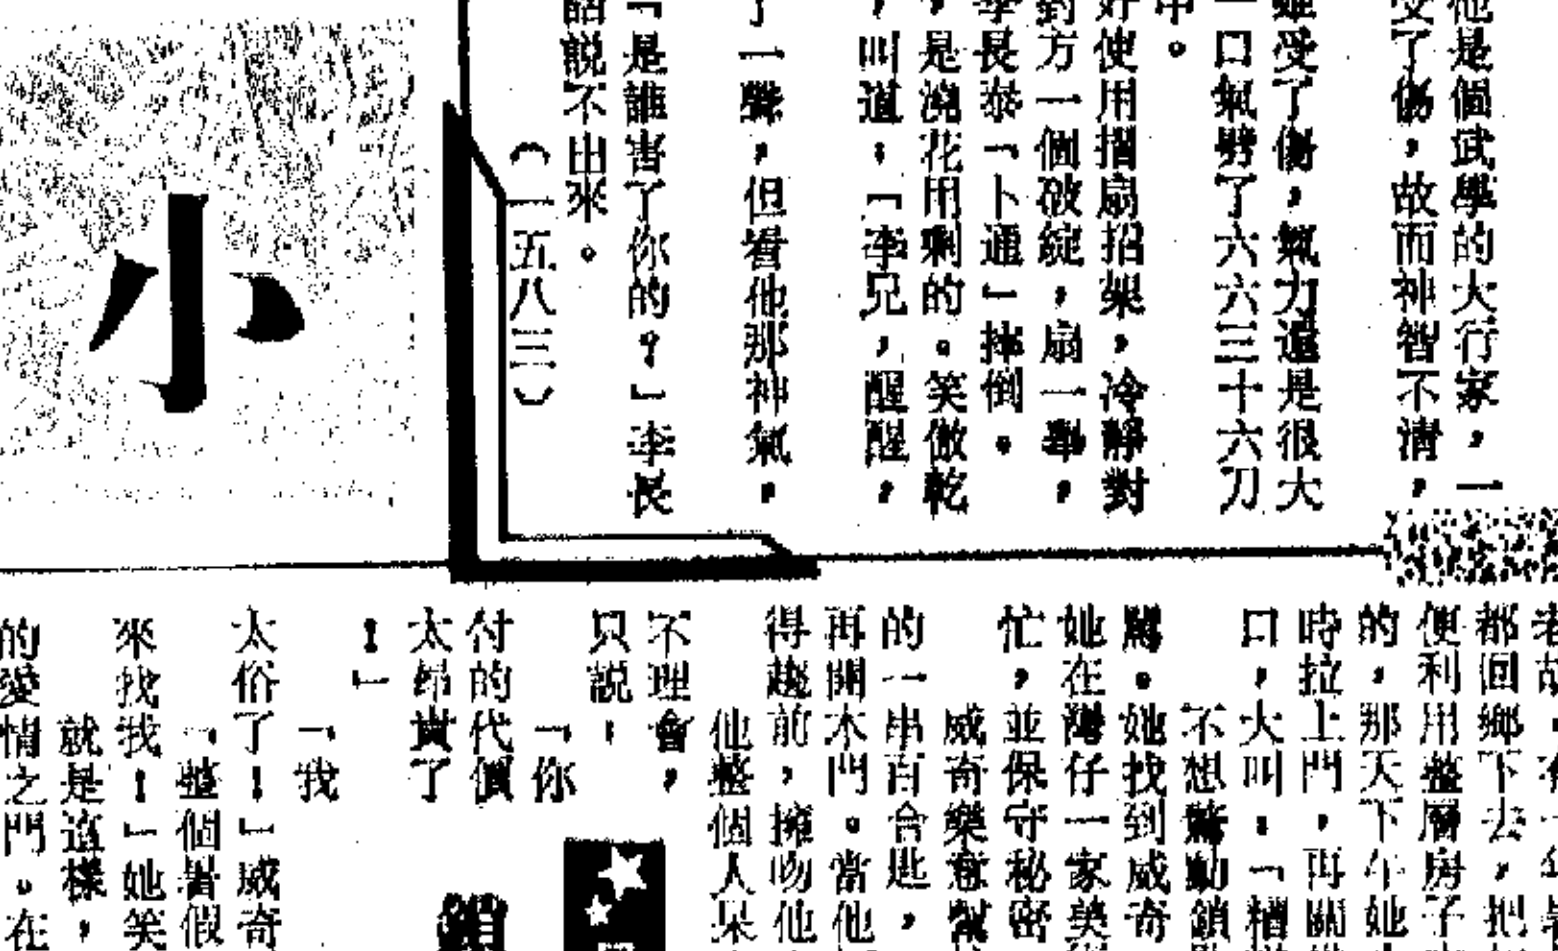 他是個武學的大行家，一
受了傷，故而神智不清，
雖受了傷，氣力還是很大
一口氣劈了六六三十六刀
中。
好使用摺扇招架，冷靜對
對方一個破綻，扇一舉，
李長泰「卜通」摔倒。
，是澆花用剩的。笑傲乾
，叫道：「李兄，醒醒，
了一聲，但看他那神氣，
「是誰害了你的？」李長
話說不出來。
（一五八三）
小
都回鄉下去，把
便利用整層房子
的，那天下午她
時拉上門，再關
口，大叫：「糟
不想驚動鎖
罵。她找到威奇
她在灣仔一家美
忙，並保守秘密
威奇樂意幫
的一串百合匙，
再開木門。當他
得趨前，擁吻他
他整個人呆
不理會，
只說：
「你
付的代價
太昂貴了
！」
「我
太俗了！」威奇
「整個暑假
來找我！」她笑
就是這樣，
的愛情之門。在
鎖